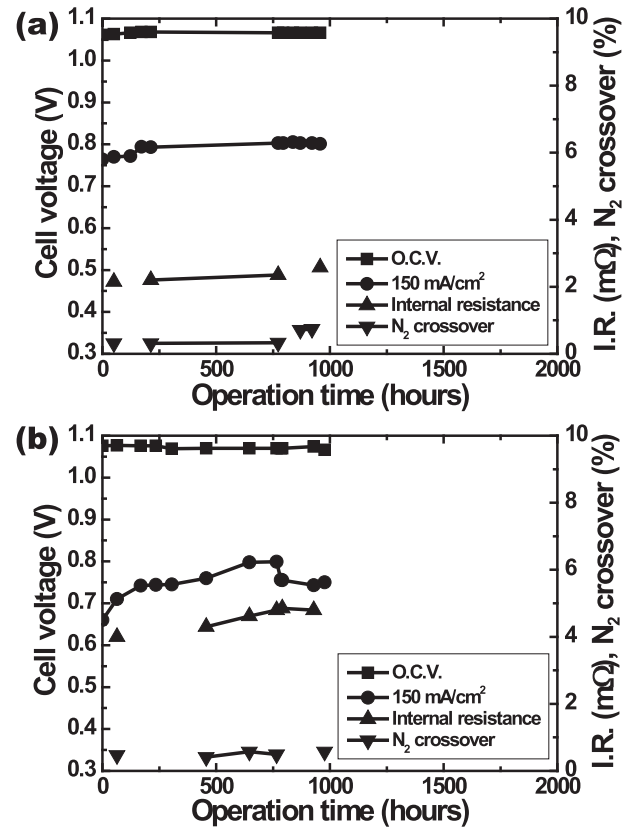 (a)
1.1
1.0
0.9
0.8
0.7
0.6
0.5
0.4
0.3
Cell voltage (V)
10
8
6
4
2
0
I.R. (mΩ), N₂ crossover (%)
O.C.V.
150 mA/cm²
Internal resistance
N₂ crossover
0 500 1000 1500 2000
Operation time (hours)
(b)
1.1
1.0
0.9
0.8
0.7
0.6
0.5
0.4
0.3
Cell voltage (V)
10
8
6
4
2
0
I.R. (mΩ), N₂ crossover (%)
O.C.V.
150 mA/cm²
Internal resistance
N₂ crossover
0 500 1000 1500 2000
Operation time (hours)